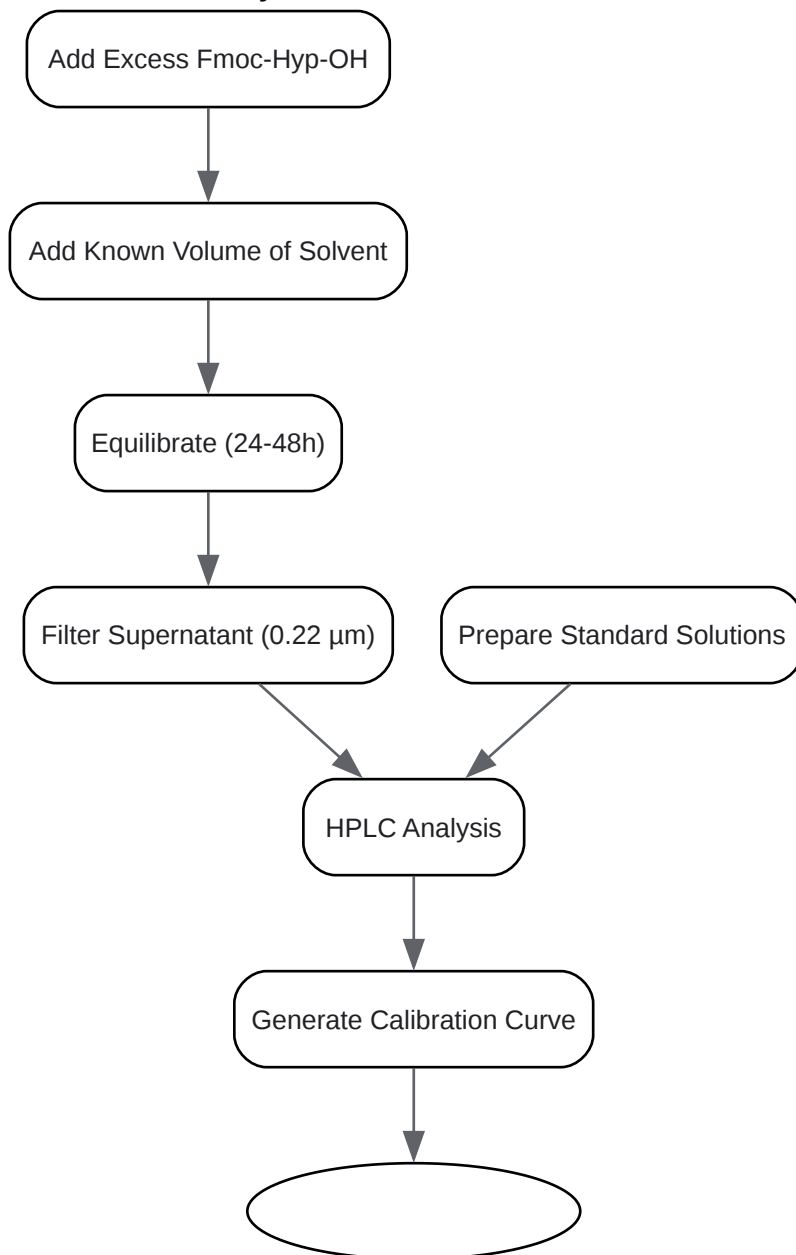 Add Excess Fmoc-Hyp-OH
Add Known Volume of Solvent
Equilibrate (24-48h)
Filter Supernatant (0.22 µm)
Prepare Standard Solutions
HPLC Analysis
Generate Calibration Curve